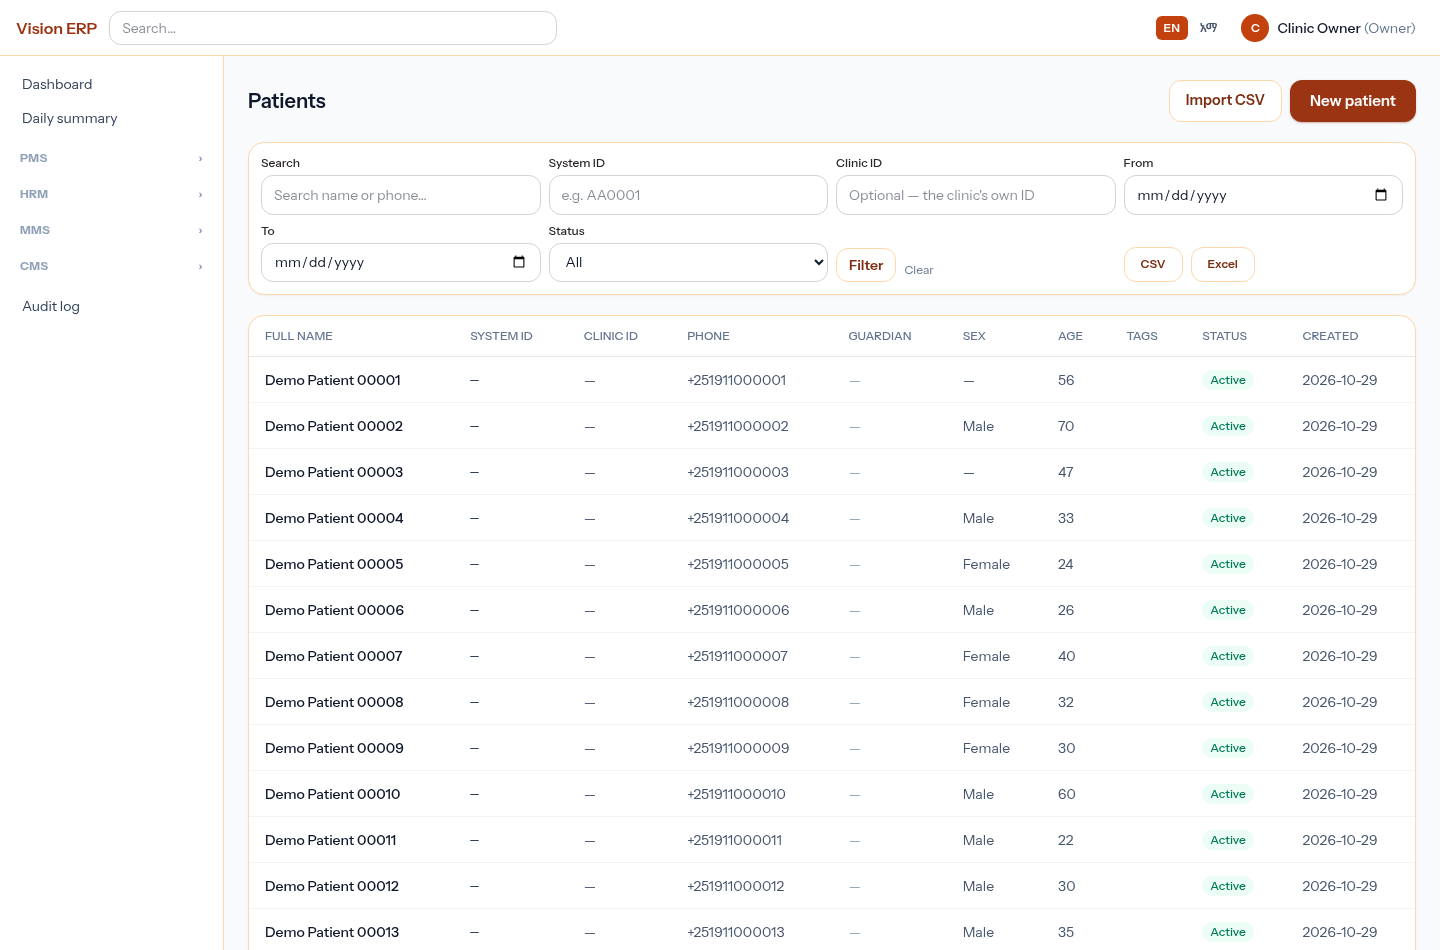 Vision ERP
Search...
EN
አማ
C
Clinic Owner (Owner)
Dashboard
Daily summary
PMS ›
HRM ›
MMS ›
CMS ›
Audit log
Patients
Import CSV
New patient
Search System ID Clinic ID From
Search name or phone... e.g. AA0001 Optional — the clinic's own ID mm/dd/yyyy
To Status
mm/dd/yyyy All Filter Clear CSV Excel
FULL NAME SYSTEM ID CLINIC ID PHONE GUARDIAN SEX AGE TAGS STATUS CREATED
Demo Patient 00001 — — +251911000001 — — 56 Active 2026-10-29
Demo Patient 00002 — — +251911000002 — Male 70 Active 2026-10-29
Demo Patient 00003 — — +251911000003 — — 47 Active 2026-10-29
Demo Patient 00004 — — +251911000004 — Male 33 Active 2026-10-29
Demo Patient 00005 — — +251911000005 — Female 24 Active 2026-10-29
Demo Patient 00006 — — +251911000006 — Male 26 Active 2026-10-29
Demo Patient 00007 — — +251911000007 — Female 40 Active 2026-10-29
Demo Patient 00008 — — +251911000008 — Female 32 Active 2026-10-29
Demo Patient 00009 — — +251911000009 — Female 30 Active 2026-10-29
Demo Patient 00010 — — +251911000010 — Male 60 Active 2026-10-29
Demo Patient 00011 — — +251911000011 — Male 22 Active 2026-10-29
Demo Patient 00012 — — +251911000012 — Male 30 Active 2026-10-29
Demo Patient 00013 — — +251911000013 — Male 35 Active 2026-10-29